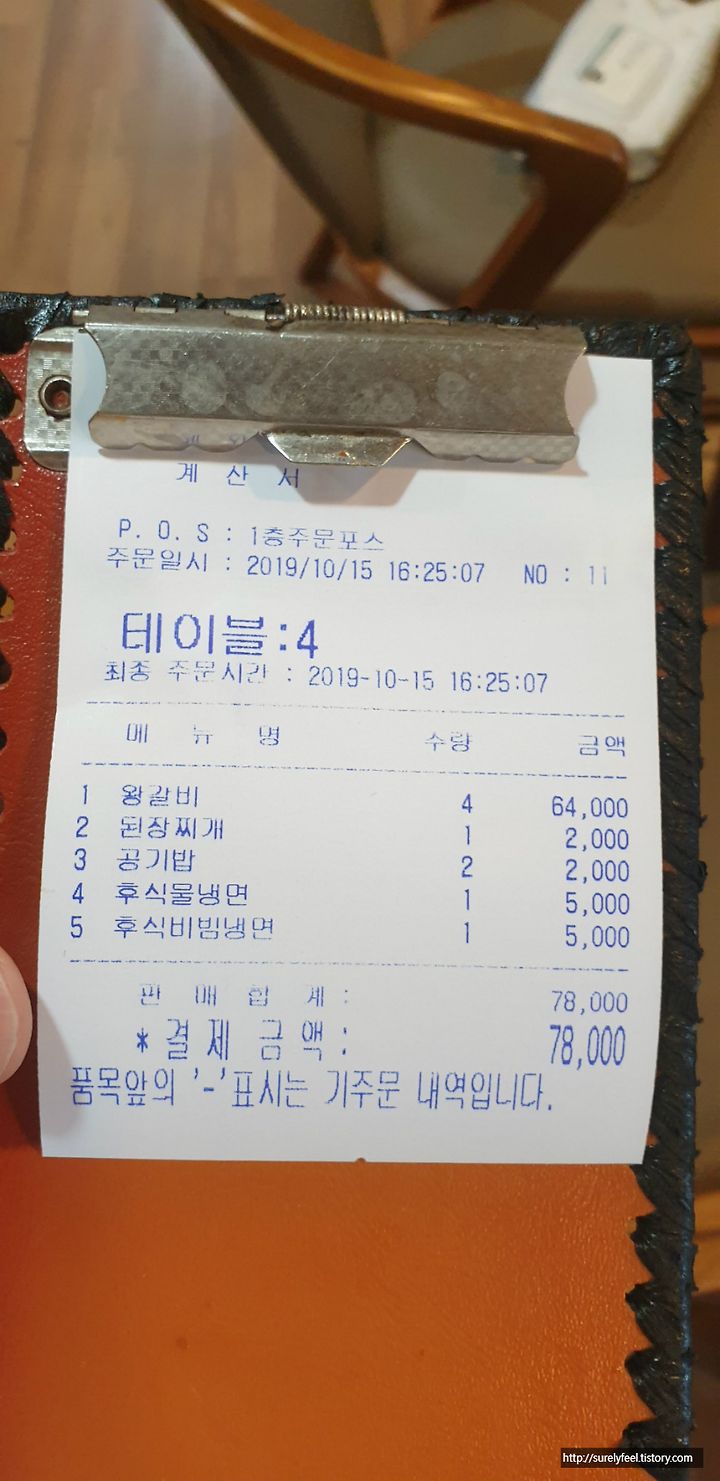 계 산 서
P. O. S : 1층주문포스
주문일시 : 2019/10/15 16:25:07 NO : 11
테이블:4
최종 주문시간 : 2019-10-15 16:25:07
메 뉴 명 수량 금액
1 왕갈비 4 64,000
2 된장찌개 1 2,000
3 공기밥 2 2,000
4 후식물냉면 1 5,000
5 후식비빔냉면 1 5,000
판 매 합 계 : 78,000
* 결 제 금 액 : 78,000
품목앞의 '-'표시는 기주문 내역입니다.
http://surelyfeel.tistory.com